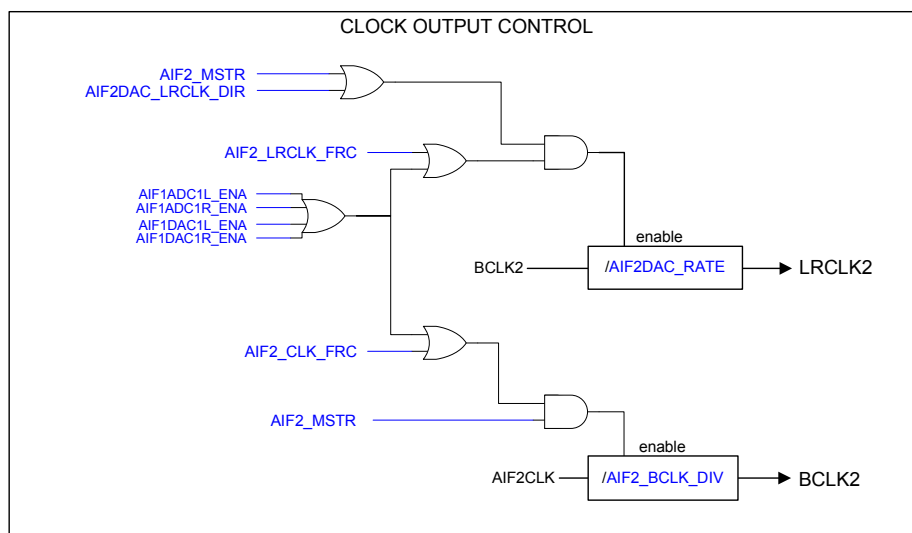 CLOCK OUTPUT CONTROL
AIF2_MSTR
AIF2DAC_LRCLK_DIR
AIF2_LRCLK_FRC
AIF1ADC1L_ENA
AIF1ADC1R_ENA
AIF1DAC1L_ENA
AIF1DAC1R_ENA
enable
BCLK2
/AIF2DAC_RATE
LRCLK2
AIF2_CLK_FRC
AIF2_MSTR
enable
AIF2CLK
/AIF2_BCLK_DIV
BCLK2